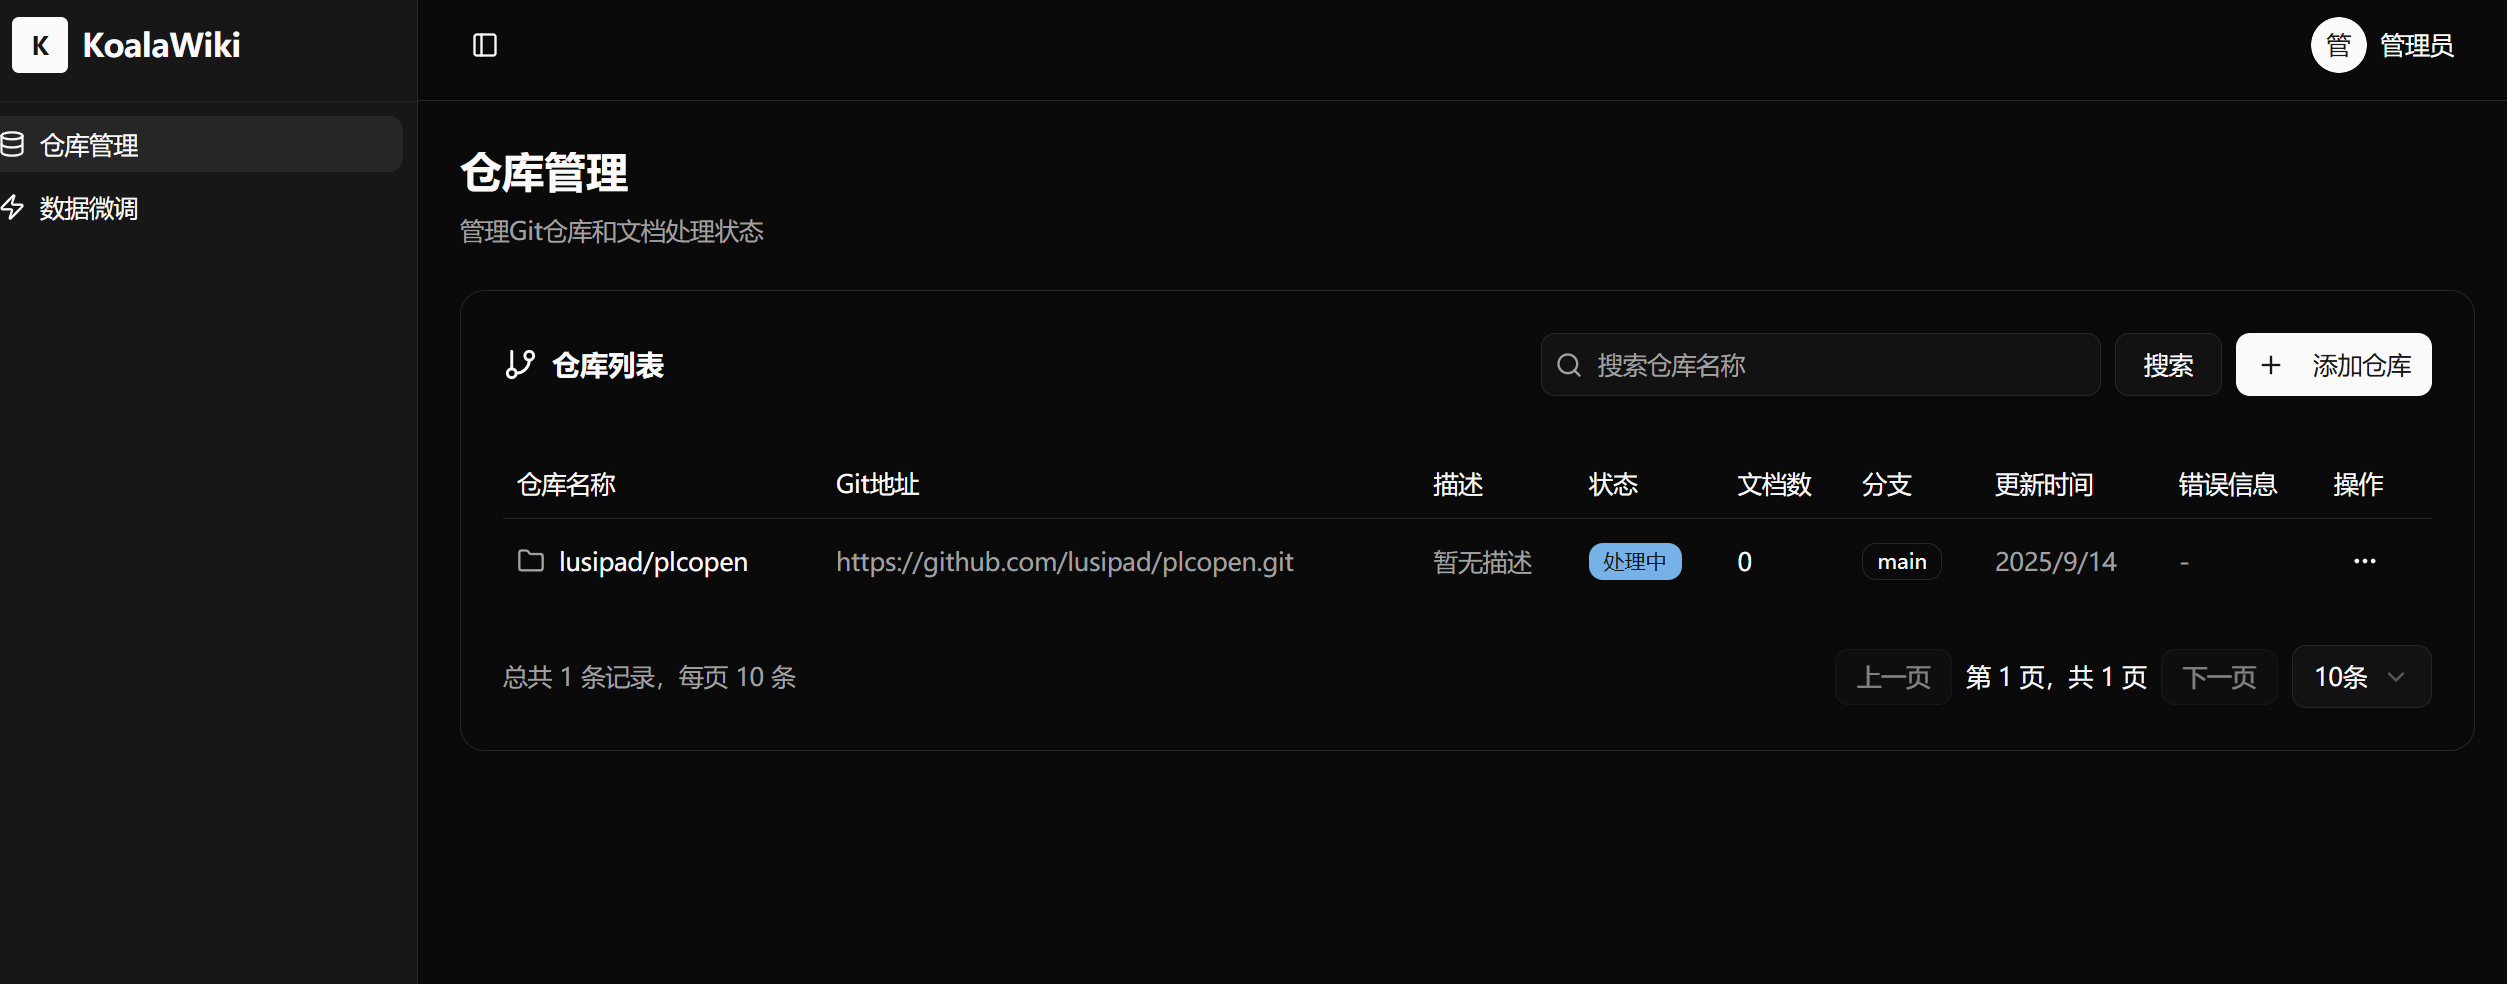 K KoalaWiki
管 管理员
仓库管理
数据微调
仓库管理
管理Git仓库和文档处理状态
仓库列表
搜索仓库名称
搜索
添加仓库
仓库名称 Git地址 描述 状态 文档数 分支 更新时间 错误信息 操作
lusipad/plcopen https://github.com/lusipad/plcopen.git 暂无描述 处理中 0 main 2025/9/14 - ···
总共 1 条记录，每页 10 条
上一页 第 1 页，共 1 页 下一页 10条